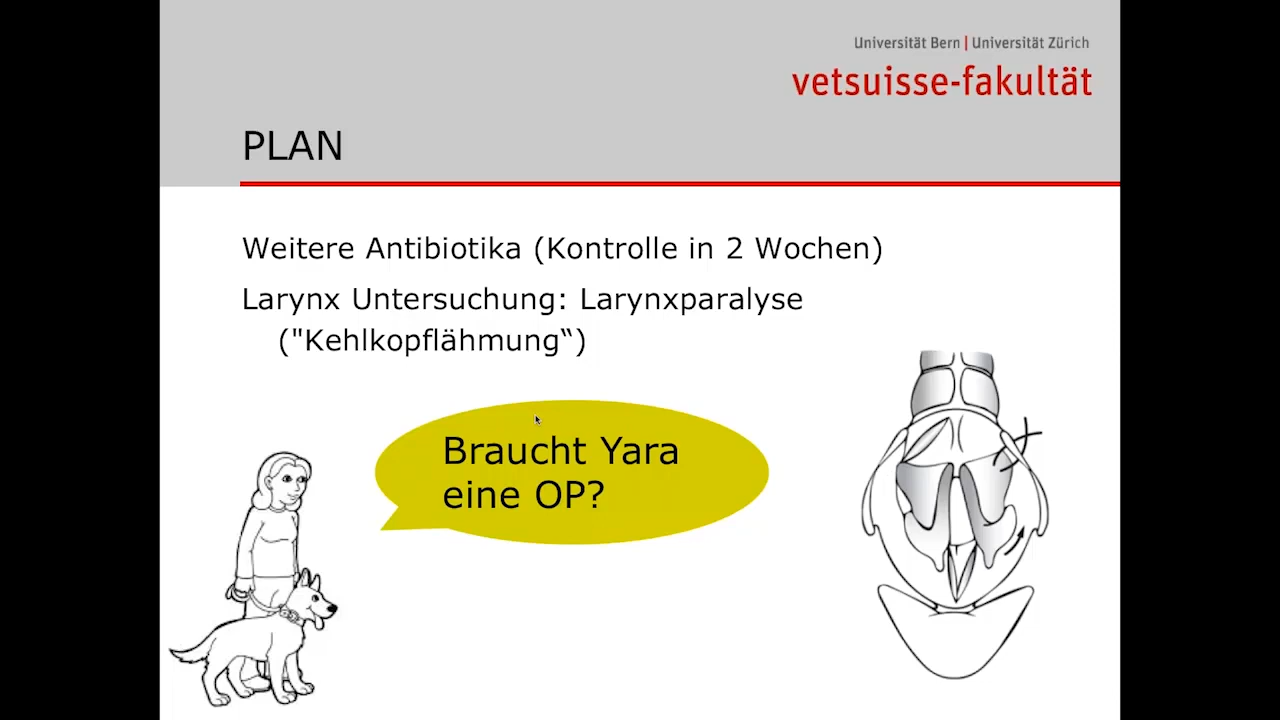 Universität Bern | Universität Zürich
vetsuisse-fakultät
PLAN
Weitere Antibiotika (Kontrolle in 2 Wochen)
Larynx Untersuchung: Larynxparalyse
("Kehlkopflähmung“)
Braucht Yara
eine OP?